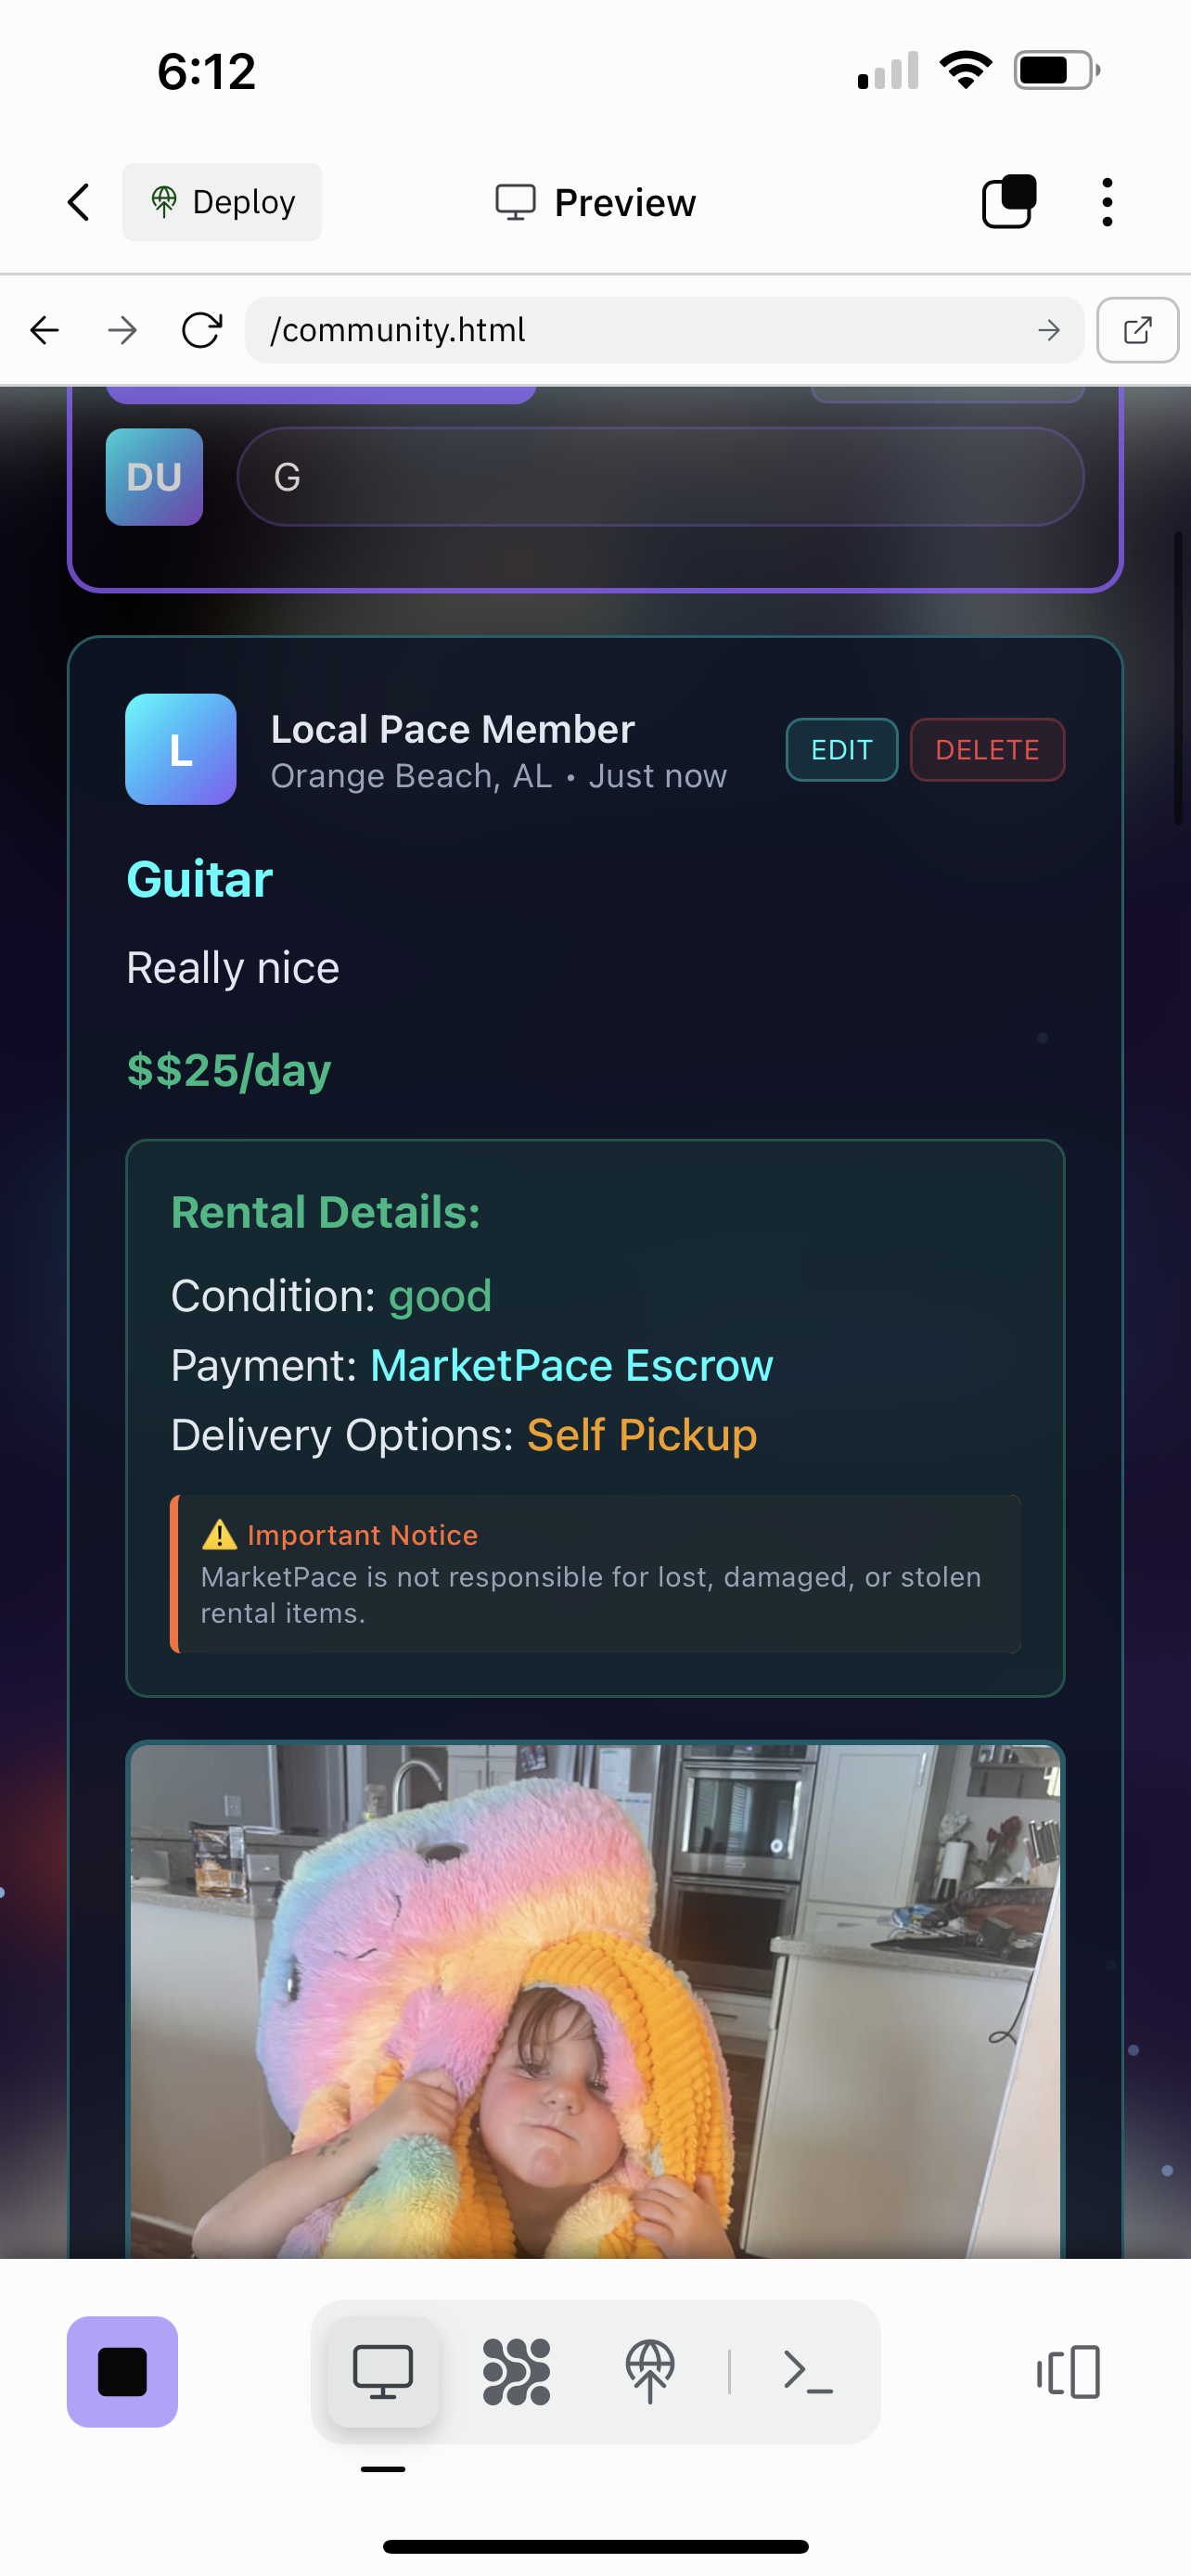 6:12
Deploy
Preview
/community.html
DU
G
L
Local Pace Member
Orange Beach, AL • Just now
EDIT
DELETE
Guitar
Really nice
$$25/day
Rental Details:
Condition: good
Payment: MarketPace Escrow
Delivery Options: Self Pickup
⚠️ Important Notice
MarketPace is not responsible for lost, damaged, or stolen
rental items.